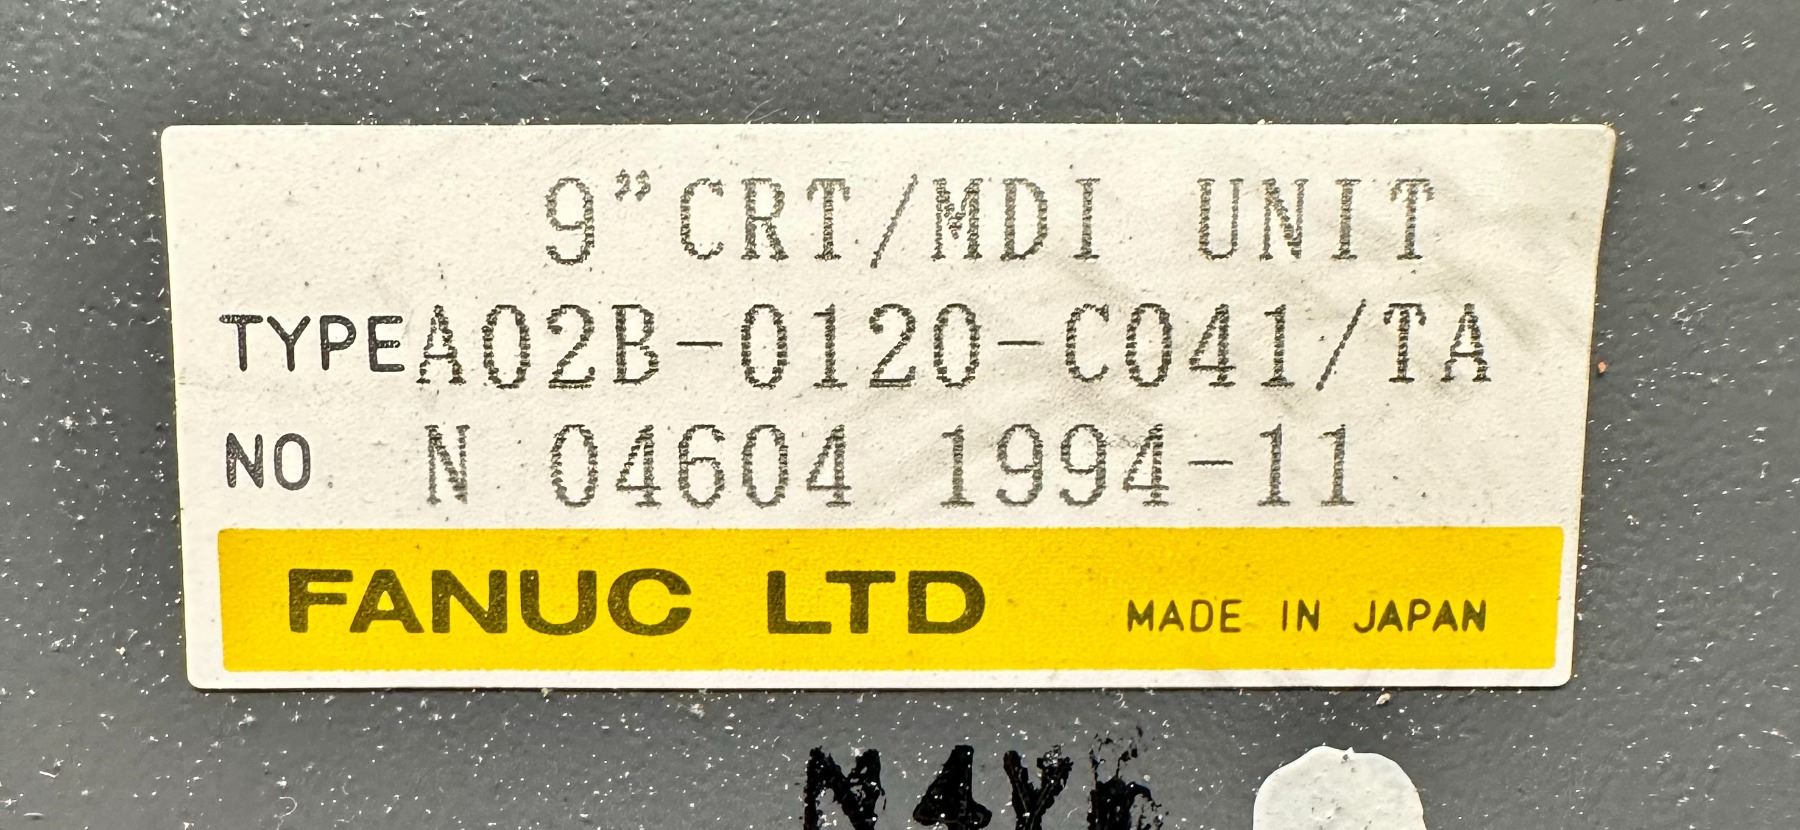 9"CRT/MDI UNIT
TYPE A02B-0120-C041/TA
NO N 04604 1994-11
FANUC LTD MADE IN JAPAN